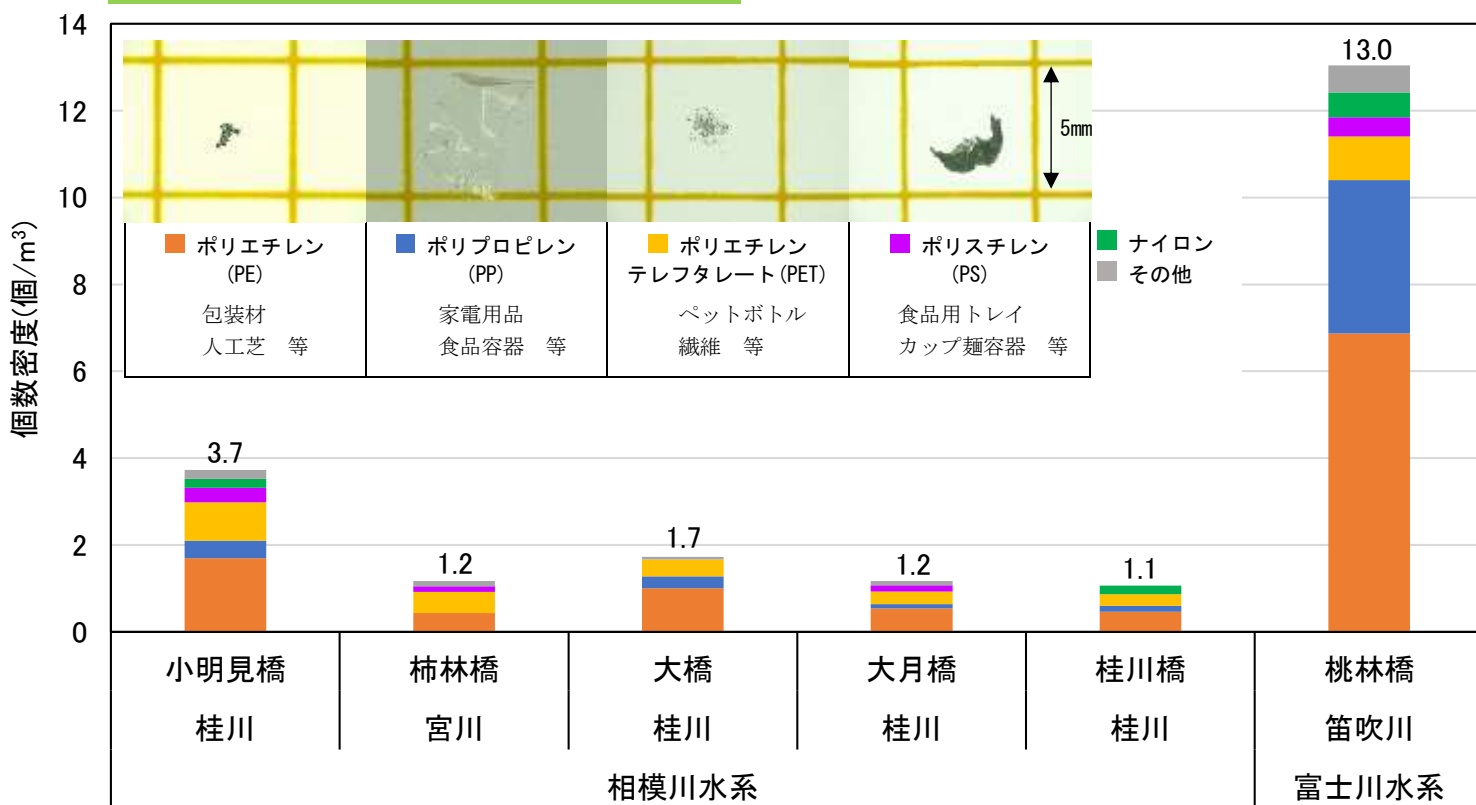 個数密度(個/m³)
14
12
10
8
6
4
2
0
5mm
ポリエチレン
(PE)
包装材
人工芝　等
ポリプロピレン
(PP)
家電用品
食品容器　等
ポリエチレン
テレフタレート(PET)
ペットボトル
繊維　等
ポリスチレン
(PS)
食品用トレイ
カップ麺容器　等
ナイロン
その他
3.7
1.2
1.7
1.2
1.1
13.0
小明見橋
柿林橋
大橋
大月橋
桂川橋
桃林橋
桂川
宮川
桂川
桂川
桂川
笛吹川
相模川水系
富士川水系